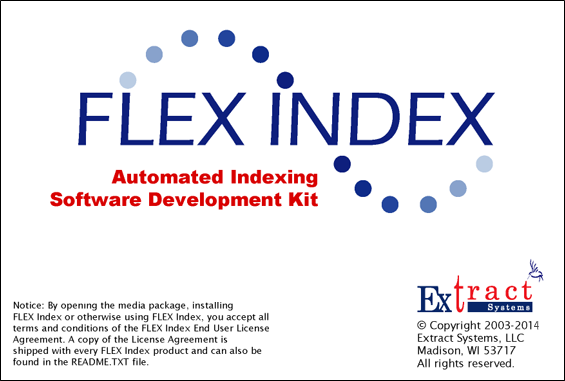 FLEX INDEX
Automated Indexing
Software Development Kit
Notice: By opening the media package, installing
FLEX Index or otherwise using FLEX Index, you accept all
terms and conditions of the FLEX Index End User License
Agreement. A copy of the License Agreement is
shipped with every FLEX Index product and can also be
found in the README.TXT file.
Extract
Systems
© Copyright 2003-2014
Extract Systems, LLC
Madison, WI 53717
All rights reserved.